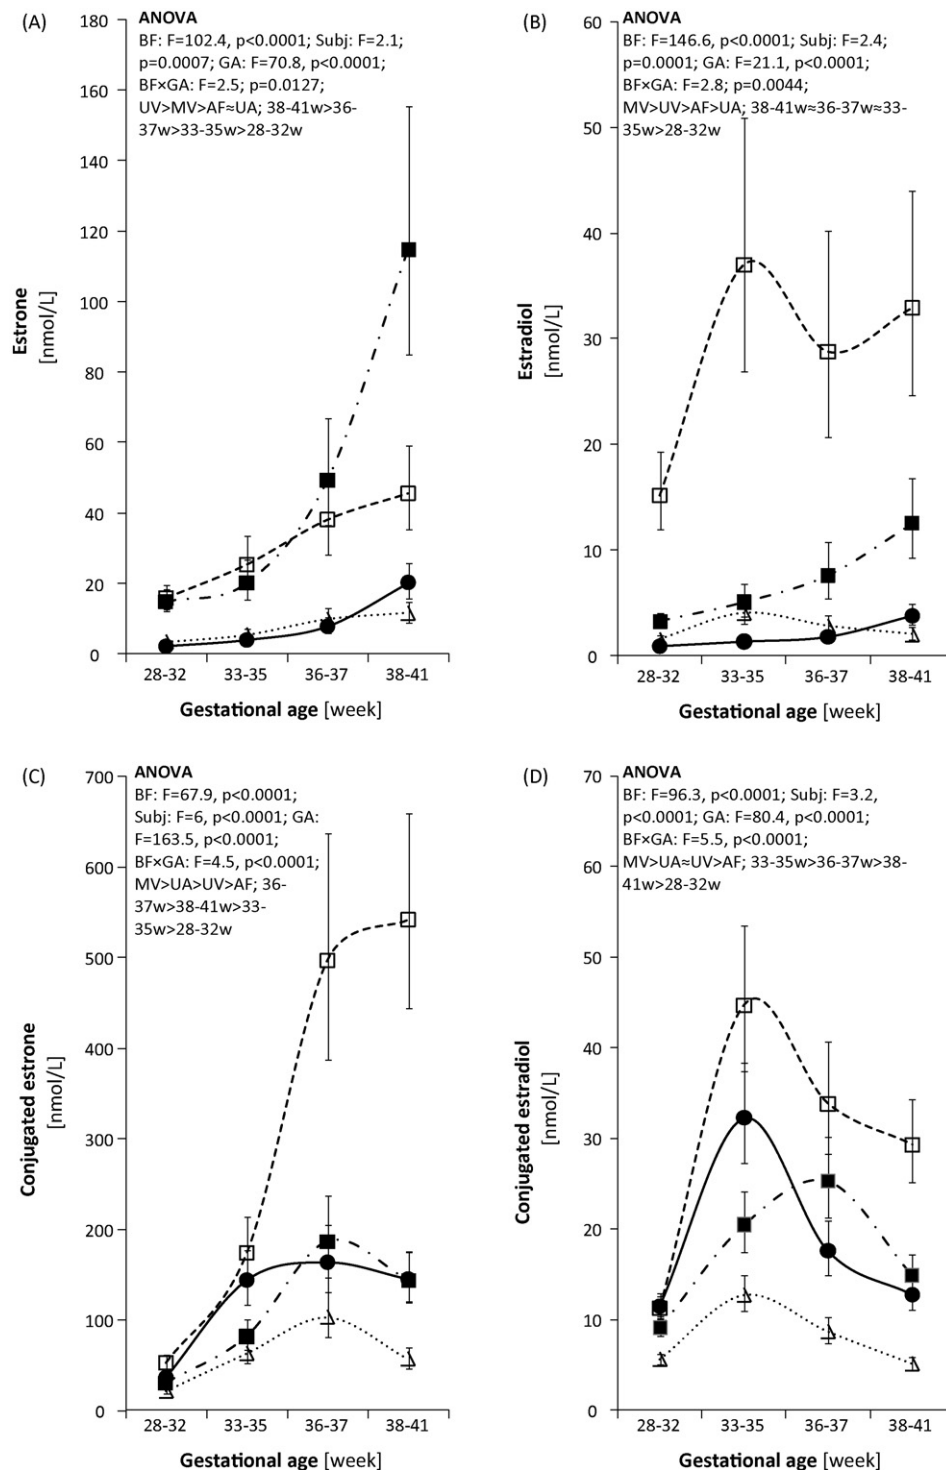 (A)
ANOVA
BF: F=102.4, p<0.0001; Subj: F=2.1;
p=0.0007; GA: F=70.8, p<0.0001;
BF×GA: F=2.5; p=0.0127;
UV>MV>AF≈UA; 38-41w>36-
37w>33-35w>28-32w
180
160
140
120
100
80
60
40
20
0
Estrone
[nmol/L]
28-32 33-35 36-37 38-41
Gestational age [week]
(B)
ANOVA
BF: F=146.6, p<0.0001; Subj: F=2.4;
p=0.0001; GA: F=21.1, p<0.0001;
BF×GA: F=2.8; p=0.0044;
MV>UV>AF>UA; 38-41w≈36-37w≈33-
35w>28-32w
60
50
40
30
20
10
0
Estradiol
[nmol/L]
28-32 33-35 36-37 38-41
Gestational age [week]
(C)
ANOVA
BF: F=67.9, p<0.0001;
Subj: F=6, p<0.0001; GA:
F=163.5, p<0.0001;
BF×GA: F=4.5, p<0.0001;
MV>UA>UV>AF; 36-
37w>38-41w>33-
35w>28-32w
700
600
500
400
300
200
100
0
Conjugated estrone
[nmol/L]
28-32 33-35 36-37 38-41
Gestational age [week]
(D)
ANOVA
BF: F=96.3, p<0.0001; Subj: F=3.2,
p<0.0001; GA: F=80.4, p<0.0001;
BF×GA: F=5.5, p<0.0001;
MV>UA≈UV>AF; 33-35w>36-37w>38-
41w>28-32w
70
60
50
40
30
20
10
0
Conjugated estradiol
[nmol/L]
28-32 33-35 36-37 38-41
Gestational age [week]